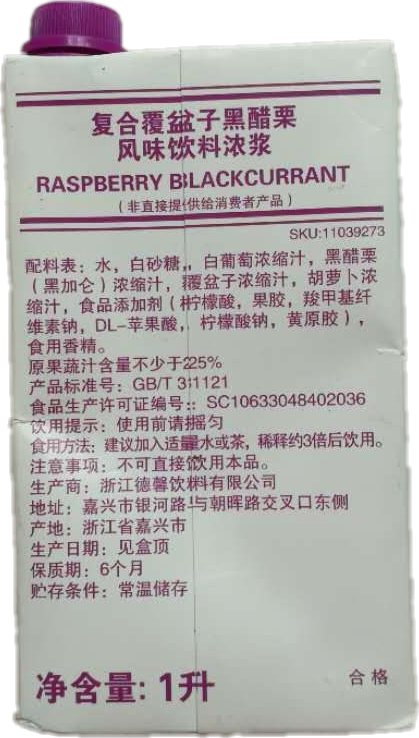 复合覆盆子黑醋栗
风味饮料浓浆
RASPBERRY BLACKCURRANT
（非直接提供给消费者产品）
SKU:11039273
配料表：水，白砂糖，白葡萄浓缩汁，黑醋栗
（黑加仑）浓缩汁，覆盆子浓缩汁，胡萝卜浓
缩汁，食品添加剂（柠檬酸，果胶，羧甲基纤
维素钠，DL-苹果酸，柠檬酸钠，黄原胶），
食用香精。
原果蔬汁含量不少于25%
产品标准号：GB/T 31121
食品生产许可证编号：SC10633048402036
饮用提示：使用前请摇匀
食用方法：建议加入适量水或茶，稀释约3倍后饮用。
注意事项：不可直接饮用本品。
生产商：浙江德馨饮料有限公司
地址：嘉兴市银河路与朝晖路交叉口东侧
产地：浙江省嘉兴市
生产日期：见盒顶
保质期：6个月
贮存条件：常温储存
净含量：1升
合格